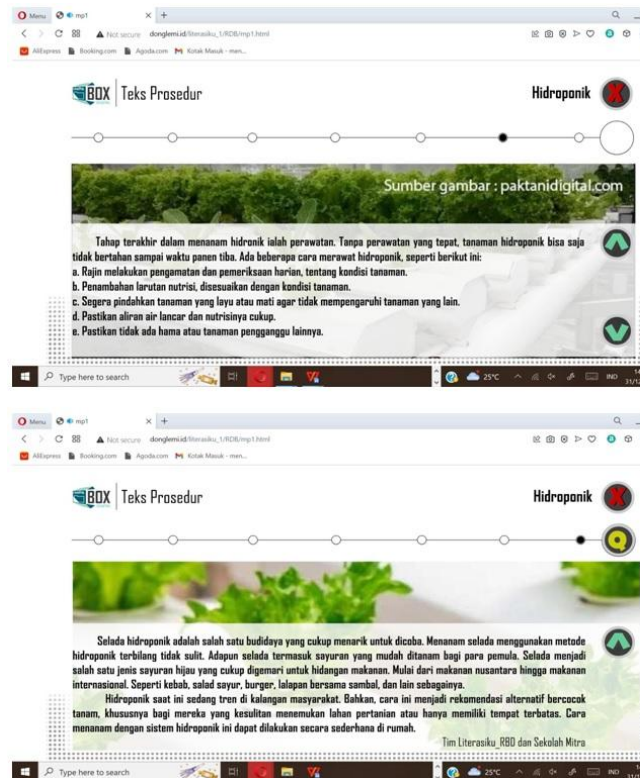 Menu
mp1
Not secure donglemi.id/literasiku_1/RDB/mp1.html
AliExpress Booking.com Agoda.com Kotak Masuk - men...
BOX Teks Prosedur
Hidroponik X
Sumber gambar : paktanidigital.com
Tahap terakhir dalam menanam hidronik ialah perawatan. Tanpa perawatan yang tepat, tanaman hidroponik bisa saja
tidak bertahan sampai waktu panen tiba. Ada beberapa cara merawat hidroponik, seperti berikut ini:
a. Rajin melakukan pengamatan dan pemeriksaan harian, tentang kondisi tanaman.
b. Penambahan larutan nutrisi, disesuaikan dengan kondisi tanaman.
c. Segera pindahkan tanaman yang layu atau mati agar tidak mempengaruhi tanaman yang lain.
d. Pastikan aliran air lancar dan nutrisinya cukup.
e. Pastikan tidak ada hama atau tanaman pengganggu lainnya.
Type here to search
25°C
IND
31/12
Menu
mp1
Not secure donglemi.id/literasiku_1/RDB/mp1.html
AliExpress Booking.com Agoda.com Kotak Masuk - men...
BOX Teks Prosedur
Hidroponik X
Q
Selada hidroponik adalah salah satu budidaya yang cukup menarik untuk dicoba. Menanam selada menggunakan metode
hidroponik terbilang tidak sulit. Adapun selada termasuk sayuran yang mudah ditanam bagi para pemula. Selada menjadi
salah satu jenis sayuran hijau yang cukup digemari untuk hidangan makanan. Mulai dari makanan nusantara hingga makanan
internasional. Seperti kebab, salad sayur, burger, lalapan bersama sambal, dan lain sebagainya.
Hidroponik saat ini sedang tren di kalangan masyarakat. Bahkan, cara ini menjadi rekomendasi alternatif bercocok
tanam, khususnya bagi mereka yang kesulitan menemukan lahan pertanian atau hanya memiliki tempat terbatas. Cara
menanam dengan sistem hidroponik ini dapat dilakukan secara sederhana di rumah.
Tim Literasiku_RBD dan Sekolah Mitra
Type here to search
25°C
IND